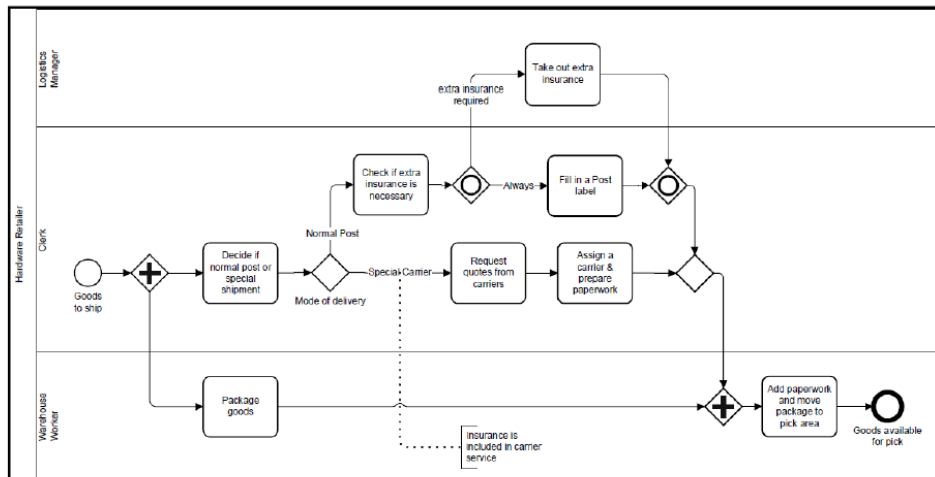 Hardware Retailer
Logistics
Manager
Take out extra
insurance
extra insurance
required
Clerk
Check if extra
insurance is
necessary
Always
Fill in a Post
label
Normal Post
Decide if
normal post or
special
shipment
Special Carrier
Request
quotes from
carriers
Assign a
carrier &
prepare
paperwork
Goods
to ship
Mode of delivery
Warehouse
Worker
Package
goods
Add paperwork
and move
package to
pick area
Goods available
for pick
Insurance is
included in carrier
service